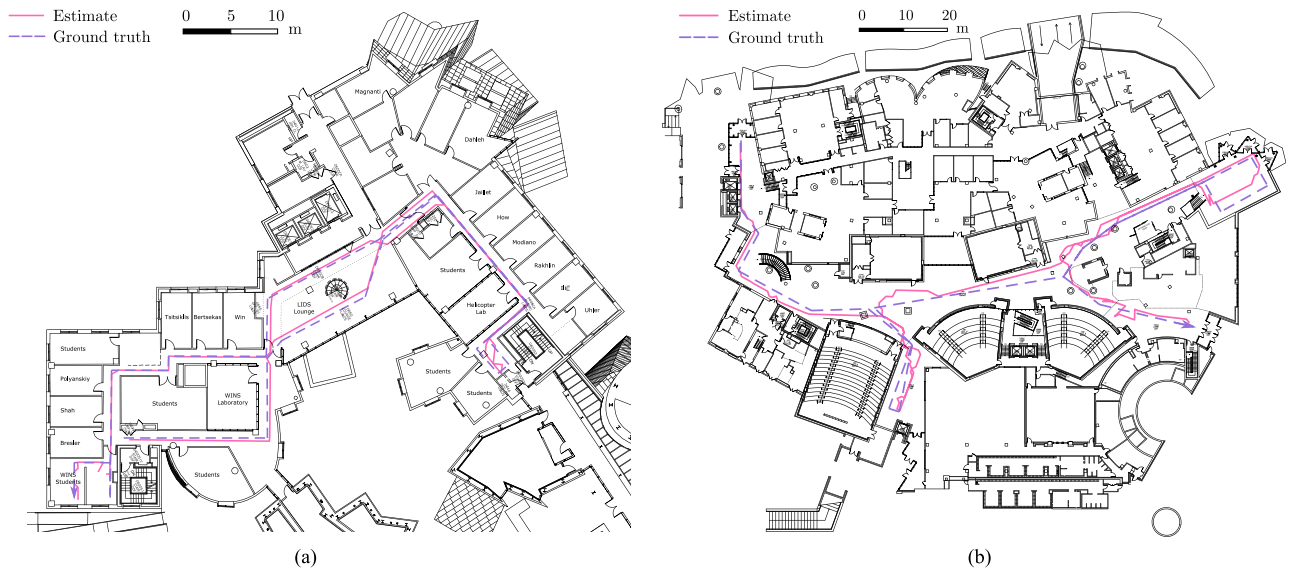 Estimate
Ground truth
0 5 10
m
Magnanti
Dahleh
Jaillet
How
Modiano
Rakhlin
Uhler
Students
Helicopter
Lab
LIDS
Lounge
Tsitsiklis Bertsekas Win
Students
Polyanskiy
Shah
Bresler
WINS
Students
Students
WINS
Laboratory
Students
Students
Students
(a)
Estimate
Ground truth
0 10 20
m
(b)